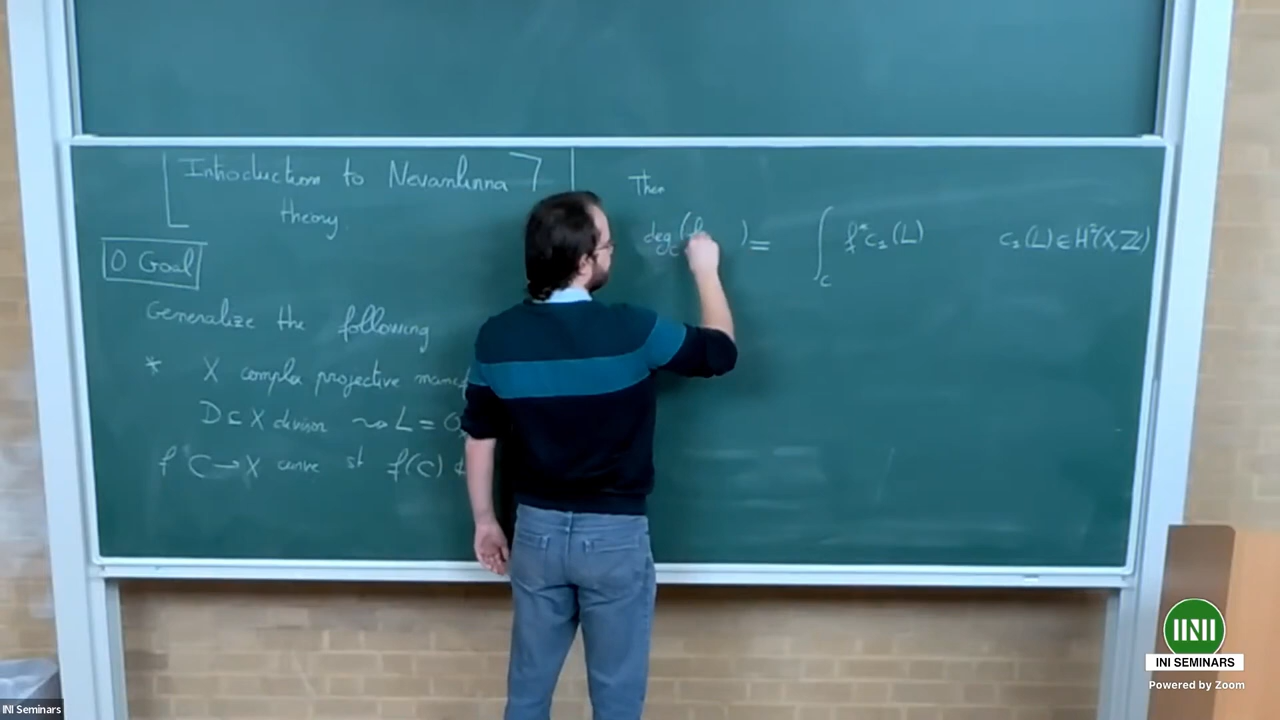 Introduction to Nevanlinna
theory
0 Goal
Generalize the following
* X complex projective
D ⊂ X divisor ⇝ L = O
f C → X curve st f(C) ⊄
Then
deg_C( ) = ∫_C f*c₁(L) c₁(L) ∈ H²(X, ℤ)
INI
INI SEMINARS
Powered by Zoom
INI Seminars